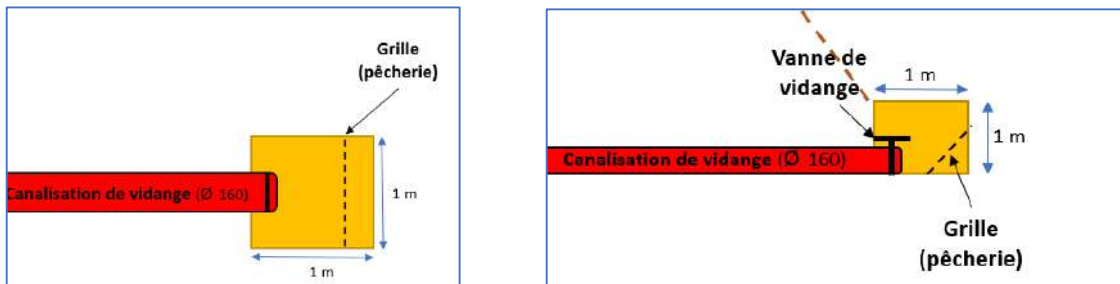 Grille
(pêcherie)
Canalisation de vidange (Ø 160)
1 m
1 m
Vanne de
vidange
1 m
1 m
Canalisation de vidange (Ø 160)
Grille
(pêcherie)